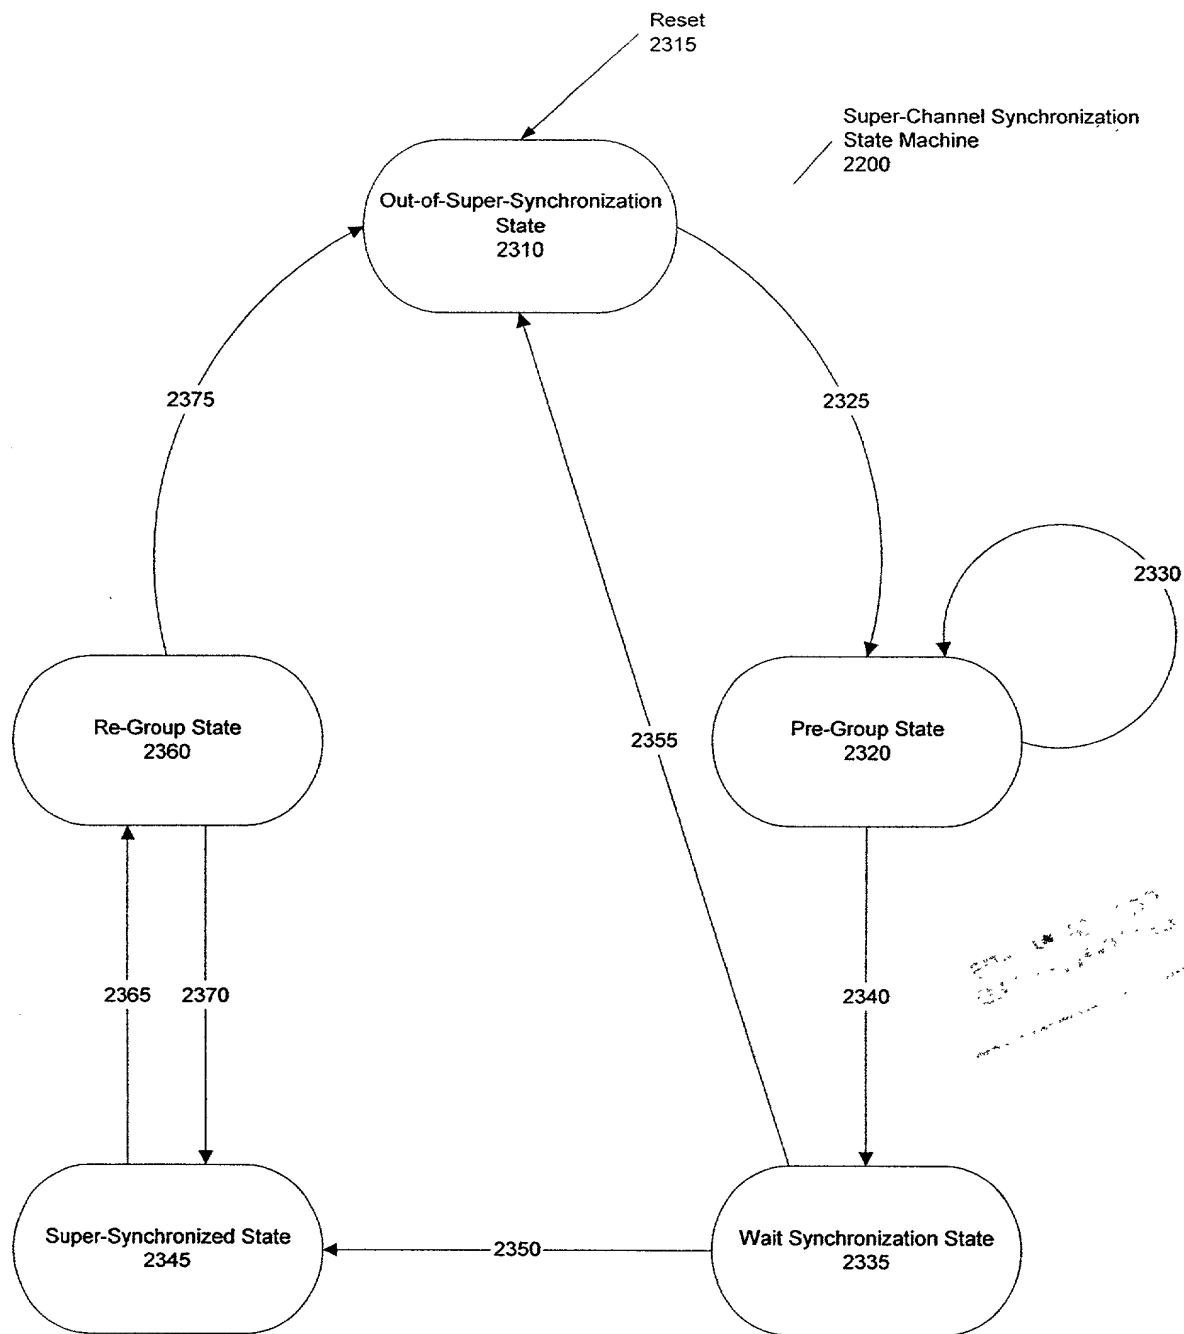 Reset
2315
Super-Channel Synchronization
State Machine
2200
Out-of-Super-Synchronization
State
2310
2375
2325
2330
Re-Group State
2360
2355
Pre-Group State
2320
2365
2370
2340
Super-Synchronized State
2345
2350
Wait Synchronization State
2335